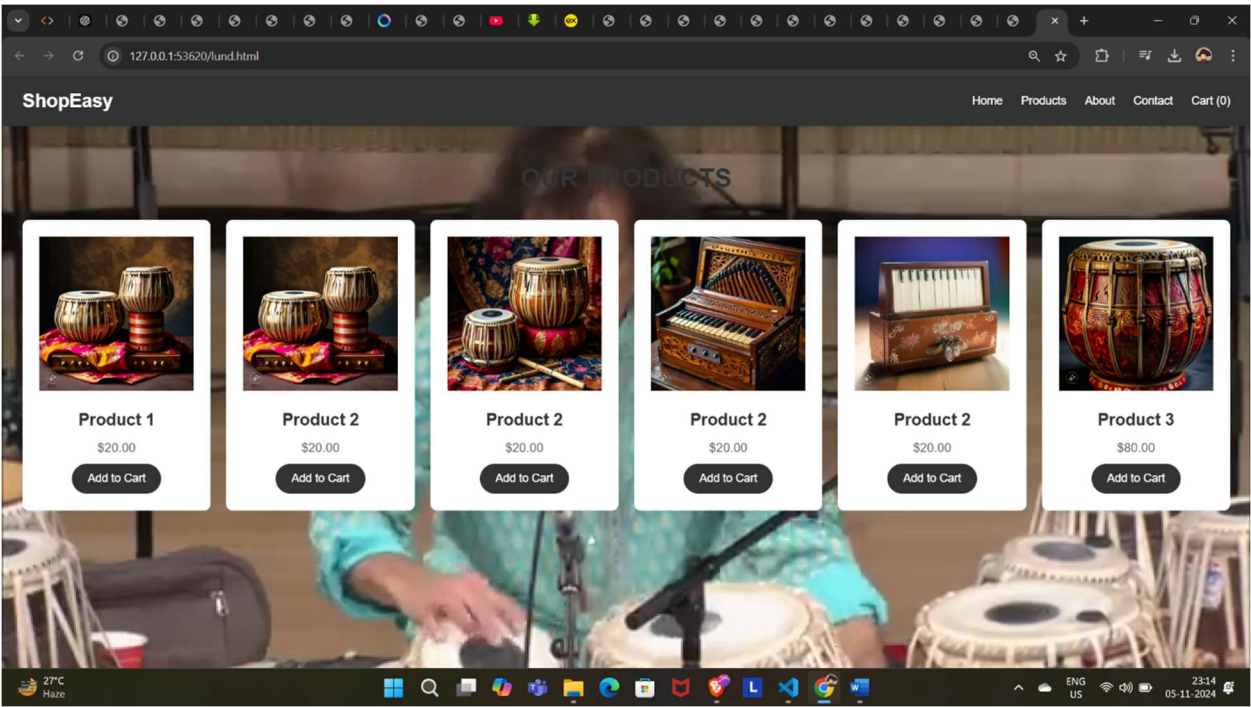 127.0.0.1:53620/lund.html
ShopEasy
Home Products About Contact Cart (0)
OUR PRODUCTS
Product 1 Product 2 Product 2 Product 2 Product 2 Product 3
$20.00 $20.00 $20.00 $20.00 $20.00 $80.00
Add to Cart Add to Cart Add to Cart Add to Cart Add to Cart Add to Cart
27°C
Haze
ENG
US
23:14
05-11-2024